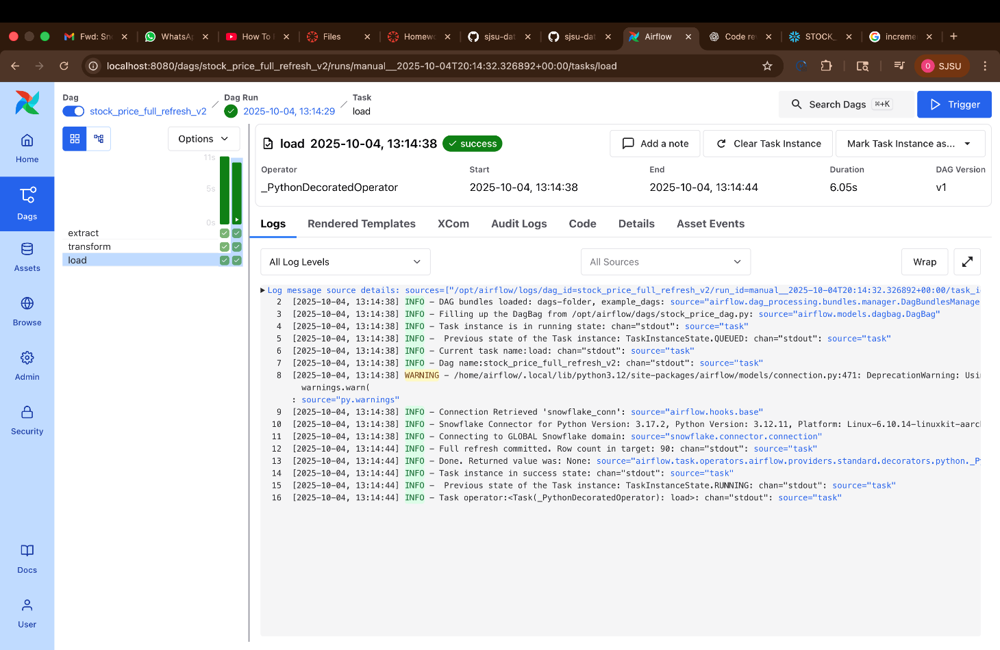 Fwd: Sno
WhatsAp
How To
Files
Homewo
sjsu-dat
sjsu-dat
Airflow
Code re
STOCK_
increme
localhost:8080/dags/stock_price_full_refresh_v2/runs/manual__2025-10-04T20:14:32.326892+00:00/tasks/load
O SJSU
Dag
stock_price_full_refresh_v2
Dag Run
2025-10-04, 13:14:29
Task
load
Search Dags ⌘+K
Trigger
Home
Dags
Assets
Browse
Admin
Security
Docs
User
Options
11s
5s
0s
extract
transform
load
load 2025-10-04, 13:14:38 success
Add a note
Clear Task Instance
Mark Task Instance as...
Operator Start End Duration DAG Version
_PythonDecoratedOperator 2025-10-04, 13:14:38 2025-10-04, 13:14:44 6.05s v1
Logs Rendered Templates XCom Audit Logs Code Details Asset Events
All Log Levels
All Sources
Wrap
Log message source details: sources=["/opt/airflow/logs/dag_id=stock_price_full_refresh_v2/run_id=manual__2025-10-04T20:14:32.326892+00:00/task_i
2 [2025-10-04, 13:14:38] INFO - DAG bundles loaded: dags-folder, example_dags: source="airflow.dag_processing.bundles.manager.DagBundlesManage
3 [2025-10-04, 13:14:38] INFO - Filling up the DagBag from /opt/airflow/dags/stock_price_dag.py: source="airflow.models.dagbag.DagBag"
4 [2025-10-04, 13:14:38] INFO - Task instance is in running state: chan="stdout": source="task"
5 [2025-10-04, 13:14:38] INFO -  Previous state of the Task instance: TaskInstanceState.QUEUED: chan="stdout": source="task"
6 [2025-10-04, 13:14:38] INFO - Current task name:load: chan="stdout": source="task"
7 [2025-10-04, 13:14:38] INFO - Dag name:stock_price_full_refresh_v2: chan="stdout": source="task"
8 [2025-10-04, 13:14:38] WARNING - /home/airflow/.local/lib/python3.12/site-packages/airflow/models/connection.py:471: DeprecationWarning: Usi
warnings.warn(
: source="py.warnings"
9 [2025-10-04, 13:14:38] INFO - Connection Retrieved 'snowflake_conn': source="airflow.hooks.base"
10 [2025-10-04, 13:14:38] INFO - Snowflake Connector for Python Version: 3.17.2, Python Version: 3.12.11, Platform: Linux-6.10.14-linuxkit-aarc
11 [2025-10-04, 13:14:38] INFO - Connecting to GLOBAL Snowflake domain: source="snowflake.connector.connection"
12 [2025-10-04, 13:14:44] INFO - Full refresh committed. Row count in target: 90: chan="stdout": source="task"
13 [2025-10-04, 13:14:44] INFO - Done. Returned value was: None: source="airflow.task.operators.airflow.providers.standard.decorators.python._P
14 [2025-10-04, 13:14:44] INFO - Task instance in success state: chan="stdout": source="task"
15 [2025-10-04, 13:14:44] INFO -  Previous state of the Task instance: TaskInstanceState.RUNNING: chan="stdout": source="task"
16 [2025-10-04, 13:14:44] INFO - Task operator:<Task(_PythonDecoratedOperator): load>: chan="stdout": source="task"